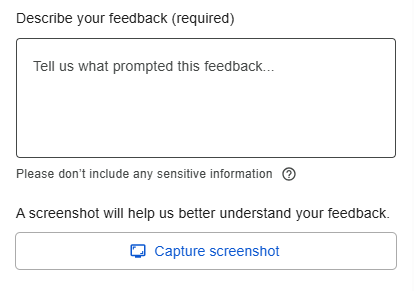 Describe your feedback (required)
Tell us what prompted this feedback...
Please don’t include any sensitive information
A screenshot will help us better understand your feedback.
Capture screenshot